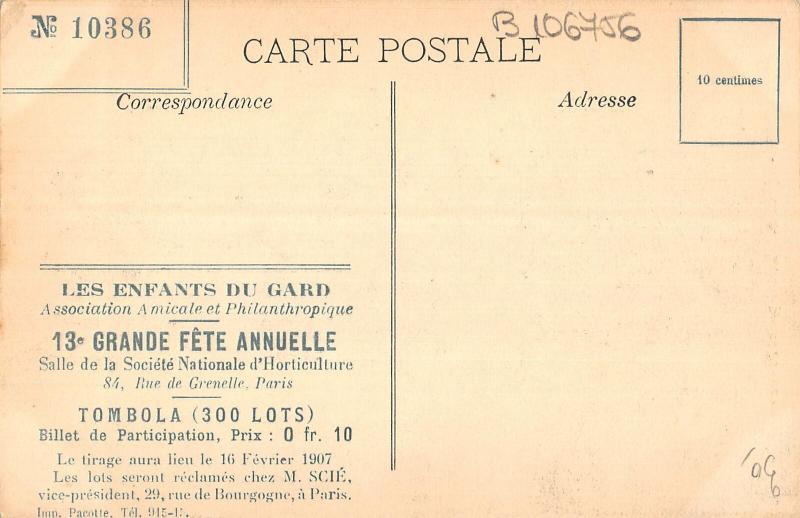 № 10386
B 106756
CARTE POSTALE
10 centimes
Correspondance
Adresse
LES ENFANTS DU GARD
Association Amicale et Philanthropique
13e GRANDE FÊTE ANNUELLE
Salle de la Société Nationale d'Horticulture
84, Rue de Grenelle, Paris
TOMBOLA (300 LOTS)
Billet de Participation, Prix : 0 fr. 10
Le tirage aura lieu le 16 Février 1907
Les lots seront réclamés chez M. SCIÉ,
vice-président, 29, rue de Bourgogne, à Paris.
Imp. Pacotte, Tél.